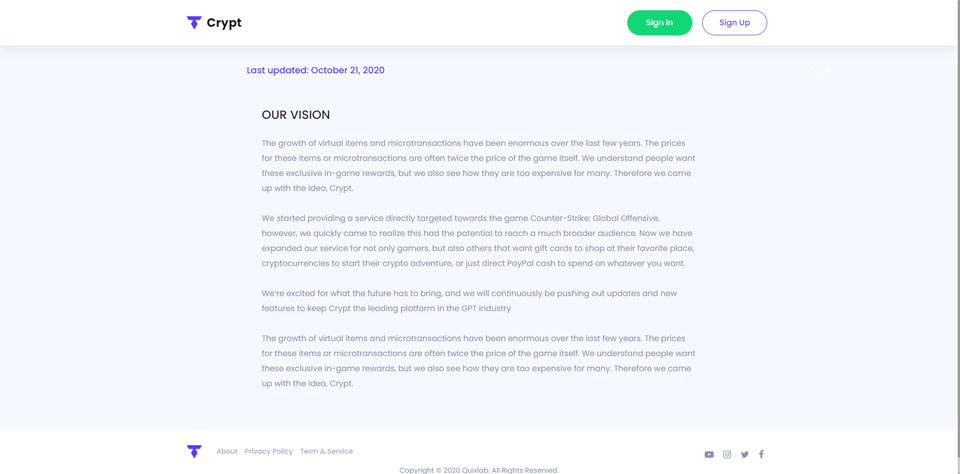 Crypt
Sign In
Sign Up
Last updated: October 21, 2020
OUR VISION
The growth of virtual items and microtransactions have been enormous over the last few years. The prices
for these items or microtransactions are often twice the price of the game itself. We understand people want
these exclusive in-game rewards, but we also see how they are too expensive for many. Therefore we came
up with the idea, Crypt.
We started providing a service directly targeted towards the game Counter-Strike: Global Offensive,
however, we quickly came to realize this had the potential to reach a much broader audience. Now we have
expanded our service for not only gamers, but also others that want gift cards to shop at their favorite place,
cryptocurrencies to start their crypto adventure, or just direct PayPal cash to spend on whatever you want.
We're excited for what the future has to bring, and we will continuously be pushing out updates and new
features to keep Crypt the leading platform in the GPT industry
The growth of virtual items and microtransactions have been enormous over the last few years. The prices
for these items or microtransactions are often twice the price of the game itself. We understand people want
these exclusive in-game rewards, but we also see how they are too expensive for many. Therefore we came
up with the idea, Crypt.
About Privacy Policy Term & Service
Copyright © 2020 Quixlab. All Rights Reserved.